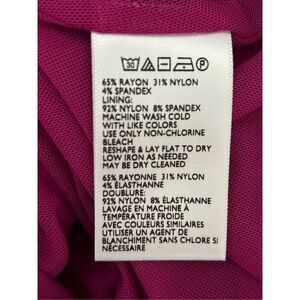 30 P
65% RAYON 31% NYLON
4% SPANDEX
LINING:
92% NYLON 8% SPANDEX
MACHINE WASH COLD
WITH LIKE COLORS
USE ONLY NON-CHLORINE
BLEACH
RESHAPE & LAY FLAT TO DRY
LOW IRON AS NEEDED
MAY BE DRY CLEANED
65% RAYONNE 31% NYLON
4% ÉLASTHANNE
DOUBLURE:
92% NYLON 8% ÉLASTHANNE
LAVAGE EN MACHINE À
TEMPÉRATURE FROIDE
AVEC COULEURS SIMILAIRES
UTILISER UN AGENT DE
BLANCHIMENT SANS CHLORE SI
NÉCESSAIRE